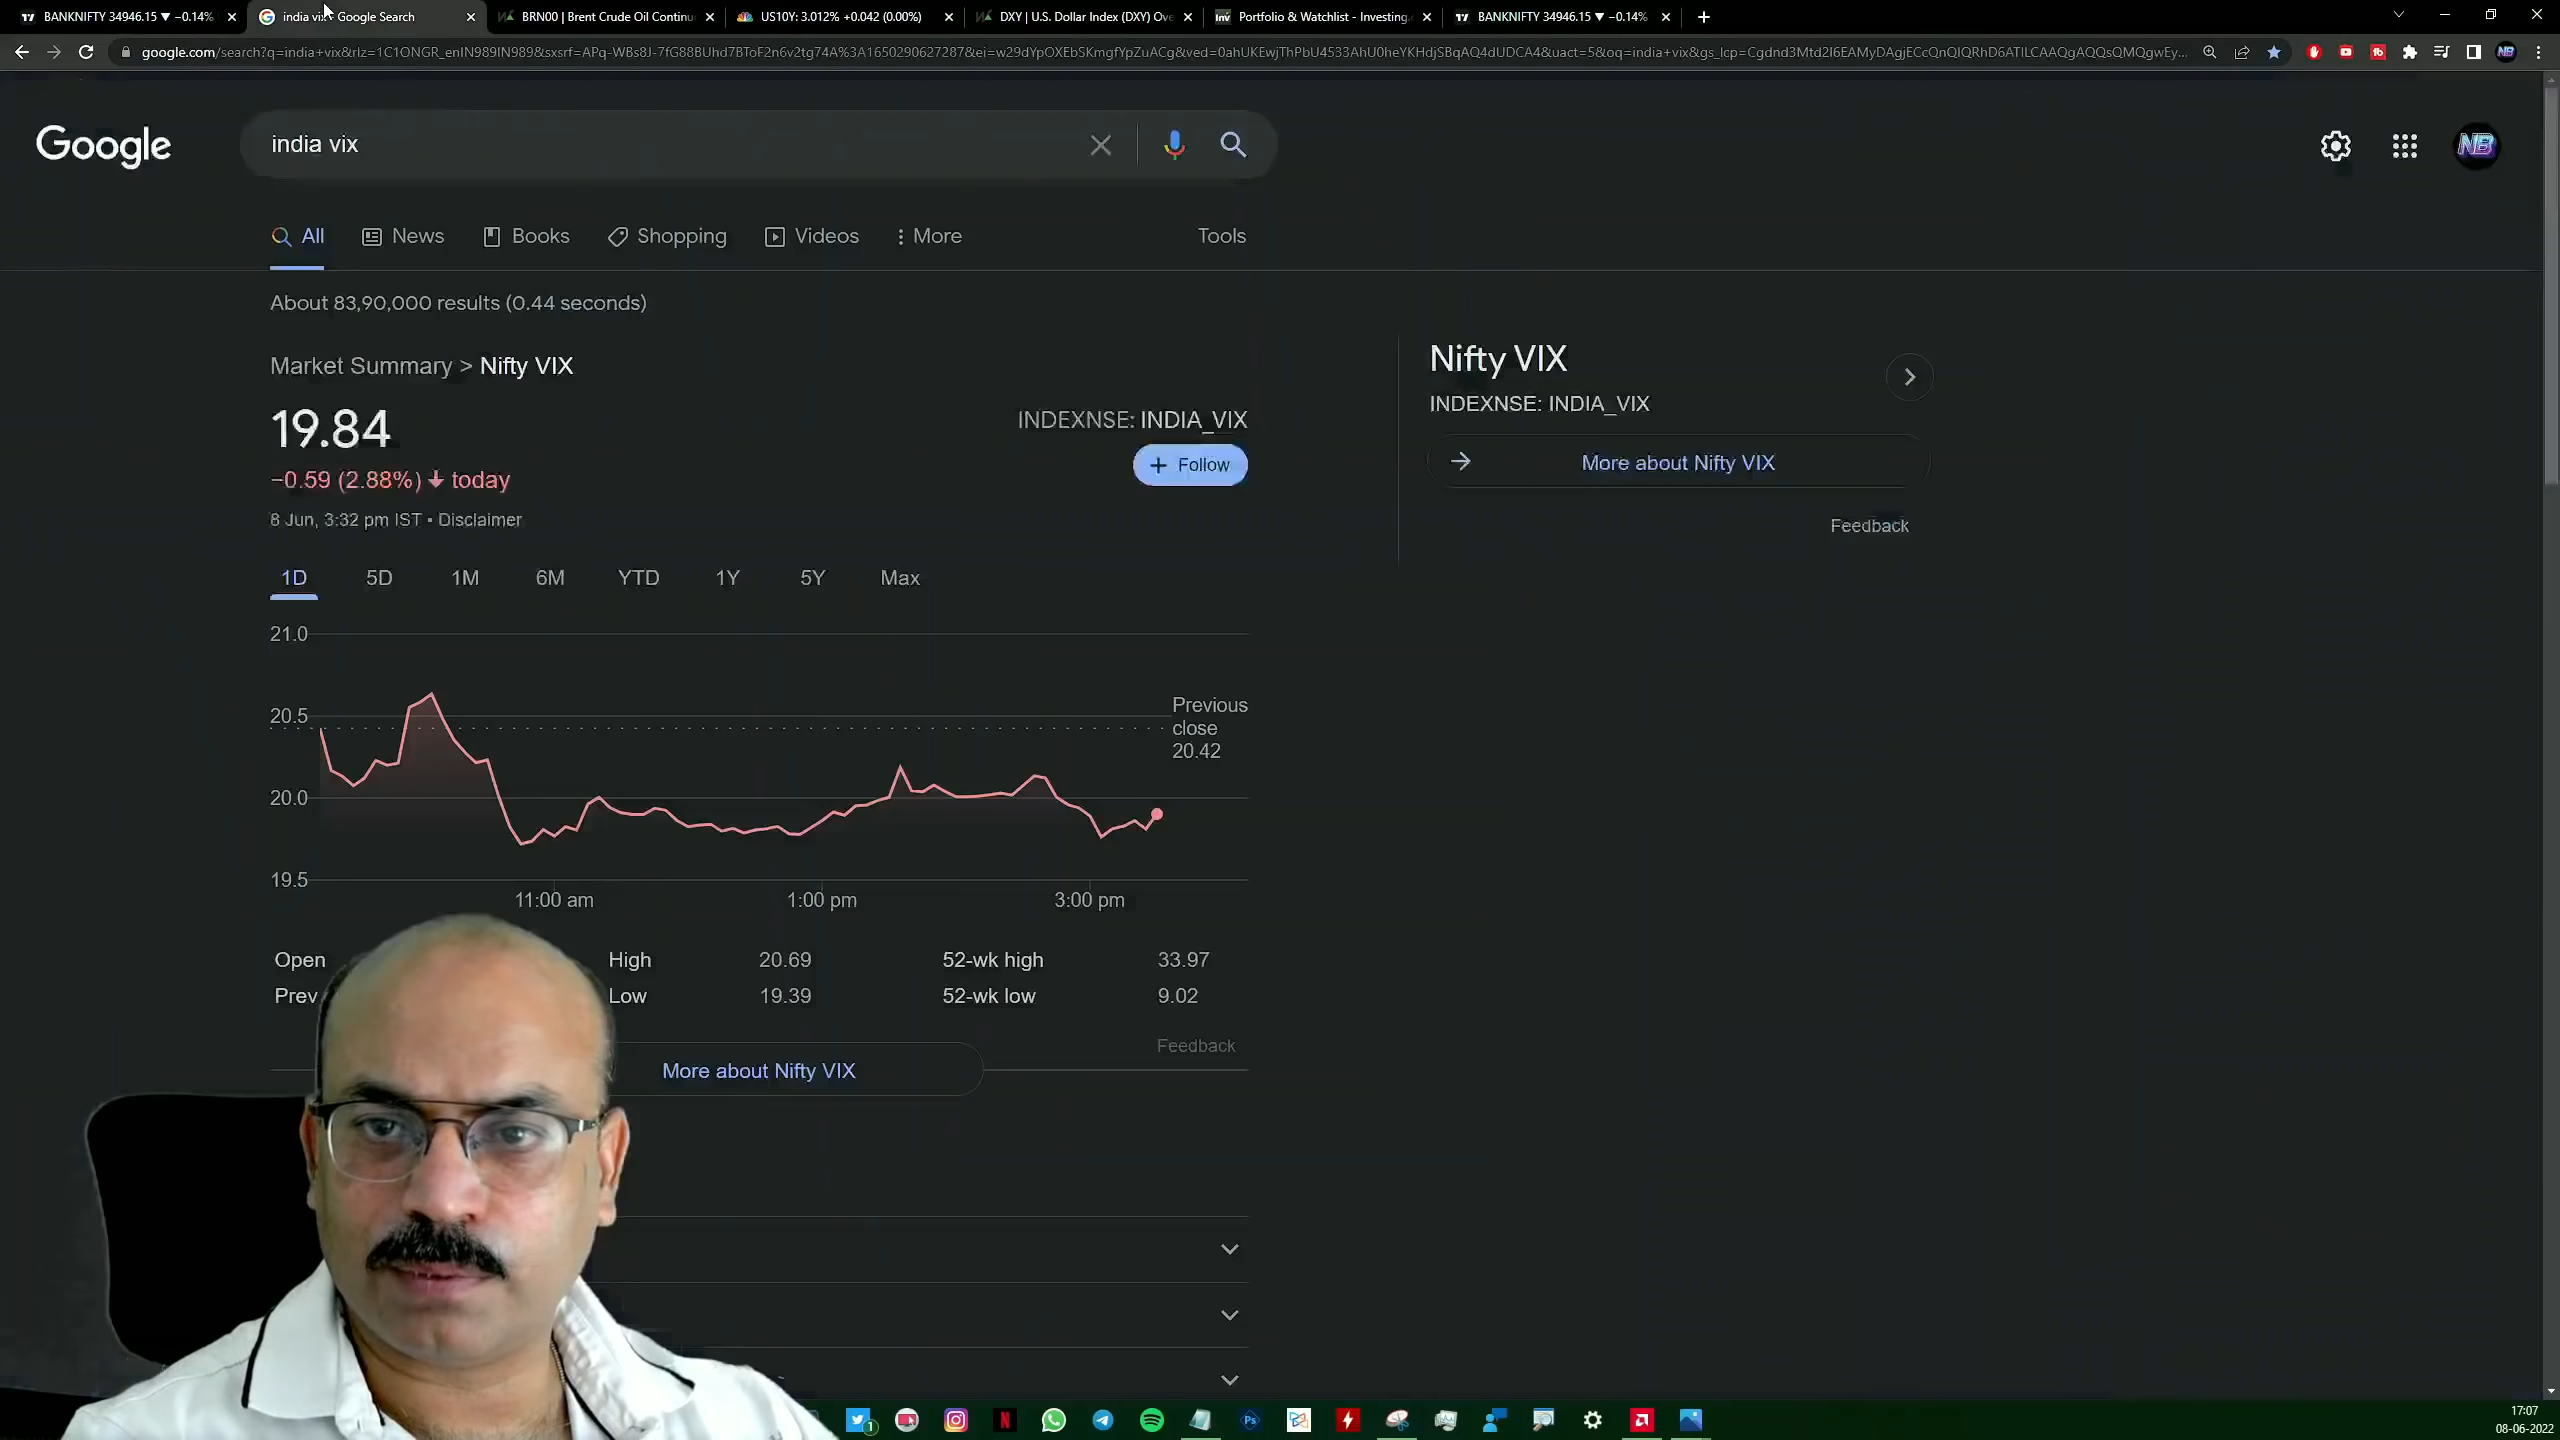 BANKNIFTY 34946.15 ▼ −0.14%
india vix - Google Search
BRN00 | Brent Crude Oil Continu
US10Y: 3.012% +0.042 (0.00%)
DXY | U.S. Dollar Index (DXY) Ove
Portfolio & Watchlist - Investing.
BANKNIFTY 34946.15 ▼ −0.14%
Google
india vix
All
News
Books
Shopping
Videos
More
Tools
About 83,90,000 results (0.44 seconds)
Market Summary > Nifty VIX
19.84
INDEXNSE: INDIA_VIX
+ Follow
−0.59 (2.88%) ↓ today
8 Jun, 3:32 pm IST • Disclaimer
1D 5D 1M 6M YTD 1Y 5Y Max
21.0
20.5
20.0
19.5
Previous
close
20.42
11:00 am 1:00 pm 3:00 pm
Open High 20.69 52-wk high 33.97
Prev Low 19.39 52-wk low 9.02
Feedback
More about Nifty VIX
Nifty VIX
INDEXNSE: INDIA_VIX
More about Nifty VIX
Feedback
NB
17:07
08-06-2022